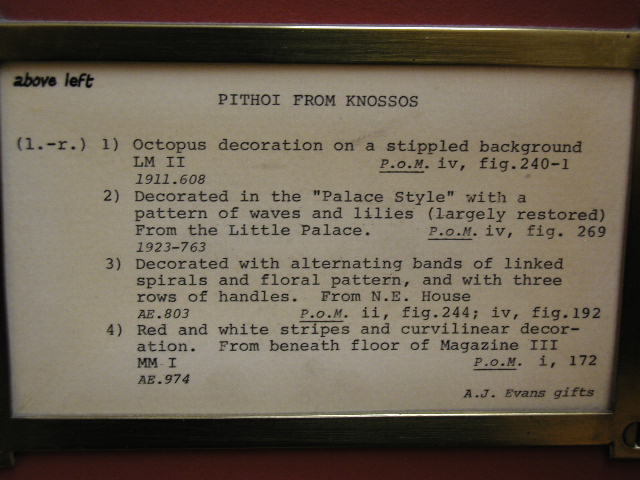 above left
PITHOI FROM KNOSSOS
(l.-r.) 1) Octopus decoration on a stippled background
LM II P.o.M. iv, fig.240-1
1911.608
2) Decorated in the "Palace Style" with a
pattern of waves and lilies (largely restored)
From the Little Palace. P.o.M. iv, fig. 269
1923-763
3) Decorated with alternating bands of linked
spirals and floral pattern, and with three
rows of handles. From N.E. House
AE.803 P.o.M. ii, fig.244; iv, fig.192
4) Red and white stripes and curvilinear decor-
ation. From beneath floor of Magazine III
MM I P.o.M. i, 172
AE.974
A.J. Evans gifts